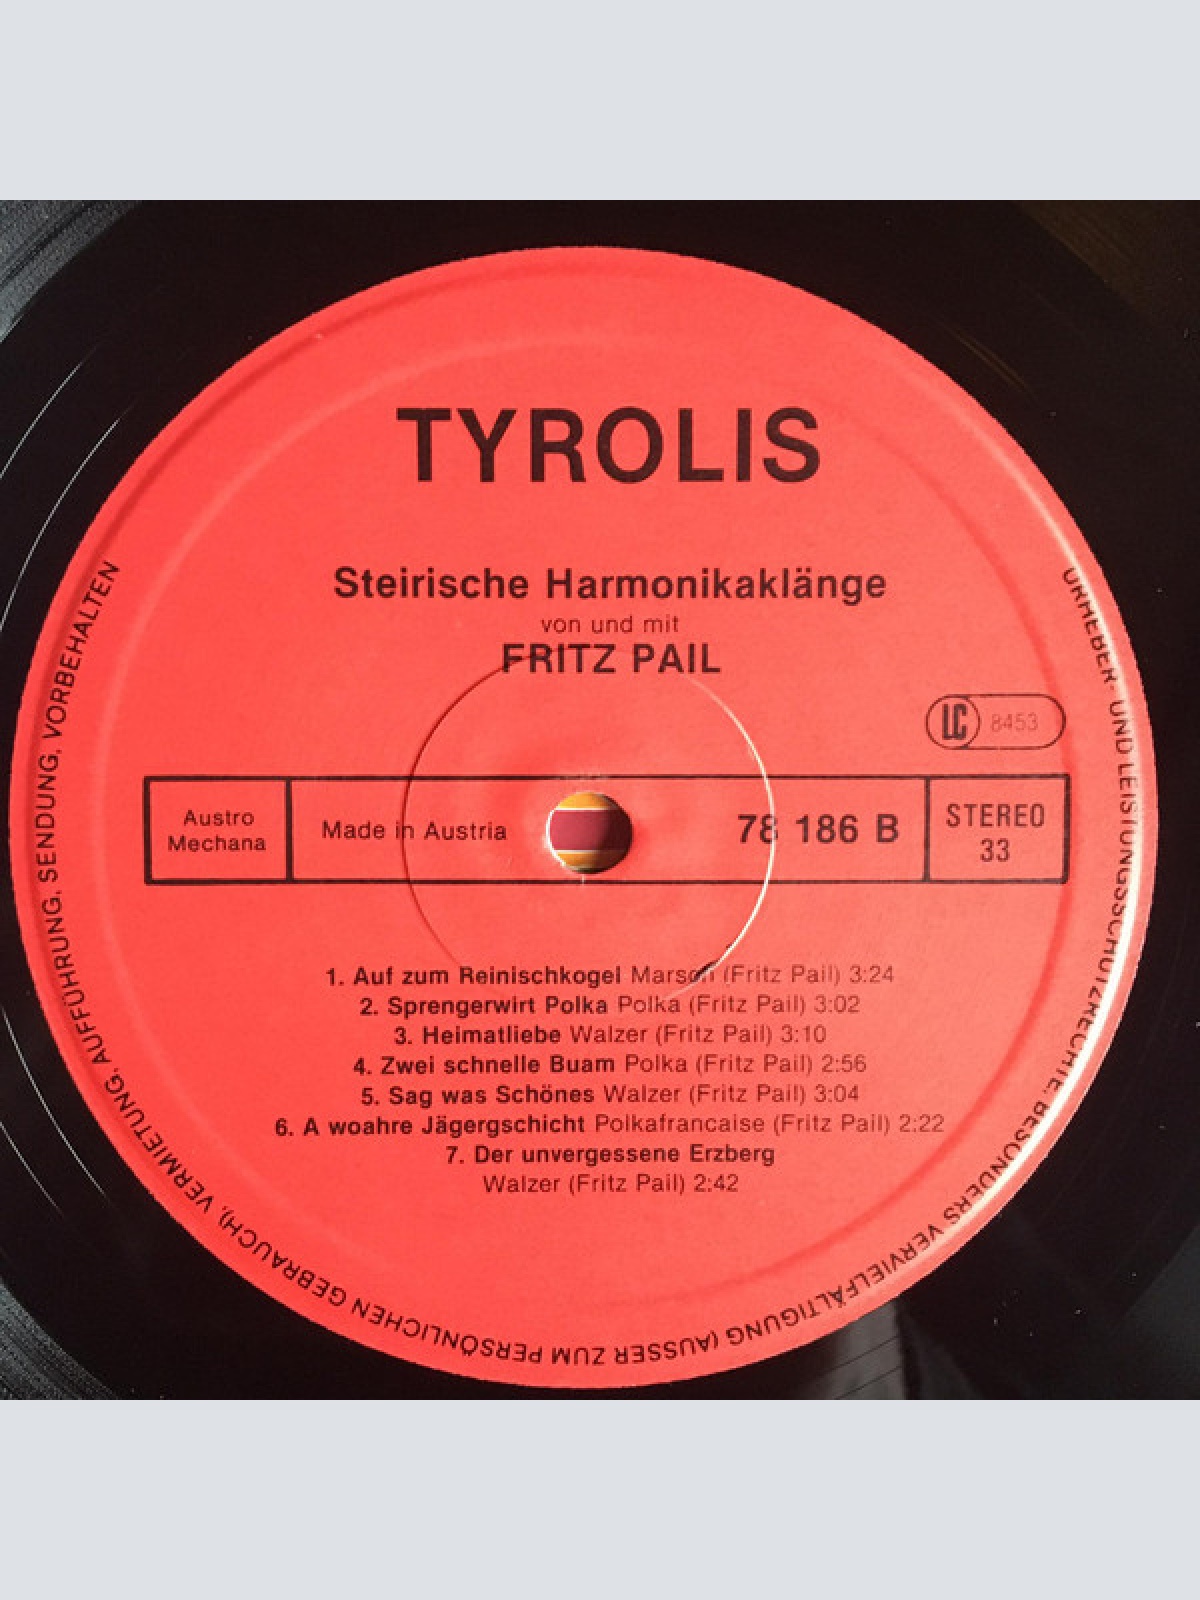 TYROLIS
Steirische Harmonikaklänge
von und mit
FRITZ PAIL
LC 8453
Austro
Mechana
Made in Austria
78 186 B
STEREO
33
1. Auf zum Reinischkogel Marsch (Fritz Pail) 3:24
2. Sprengerwirt Polka Polka (Fritz Pail) 3:02
3. Heimatliebe Walzer (Fritz Pail) 3:10
4. Zwei schnelle Buam Polka (Fritz Pail) 2:56
5. Sag was Schönes Walzer (Fritz Pail) 3:04
6. A woahre Jägergschicht Polkafrancaise (Fritz Pail) 2:22
7. Der unvergessene Erzberg
Walzer (Fritz Pail) 2:42
URHEBER- UND LEISTUNGSSCHUTZRECHTE, BESONDERS VERVIELFÄLTIGUNG (AUSSER ZUM PERSÖNLICHEN GEBRAUCH), VERMIETUNG, AUFFÜHRUNG, SENDUNG, VORBEHALTEN